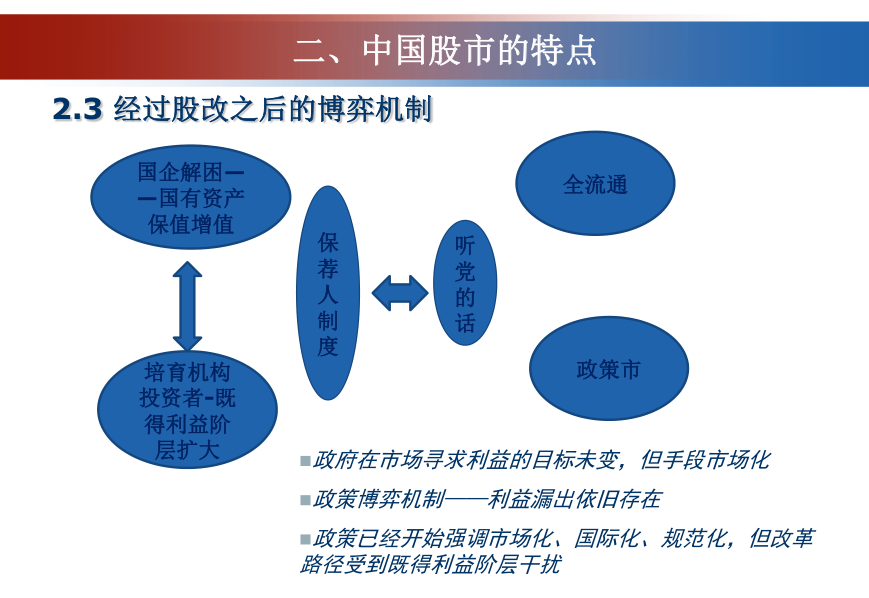 二、中国股市的特点
2.3 经过股改之后的博弈机制
国企解困—
—国有资产
保值增值
培育机构
投资者-既
得利益阶
层扩大
保
荐
人
制
度
听
党
的
话
全流通
政策市
政府在市场寻求利益的目标未变，但手段市场化
政策博弈机制——利益漏出依旧存在
政策已经开始强调市场化、国际化、规范化，但改革
路径受到既得利益阶层干扰